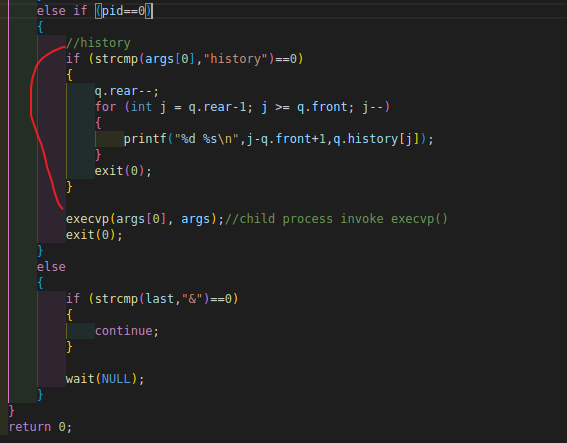 else if (pid==0)
{
//history
if (strcmp(args[0],"history")==0)
{
q.rear--;
for (int j = q.rear-1; j >= q.front; j--)
{
printf("%d %s\n",j-q.front+1,q.history[j]);
}
exit(0);
}
execvp(args[0], args);//child process invoke execvp()
exit(0);
}
else
{
if (strcmp(last,"&")==0)
{
continue;
}
wait(NULL);
}
}
return 0;